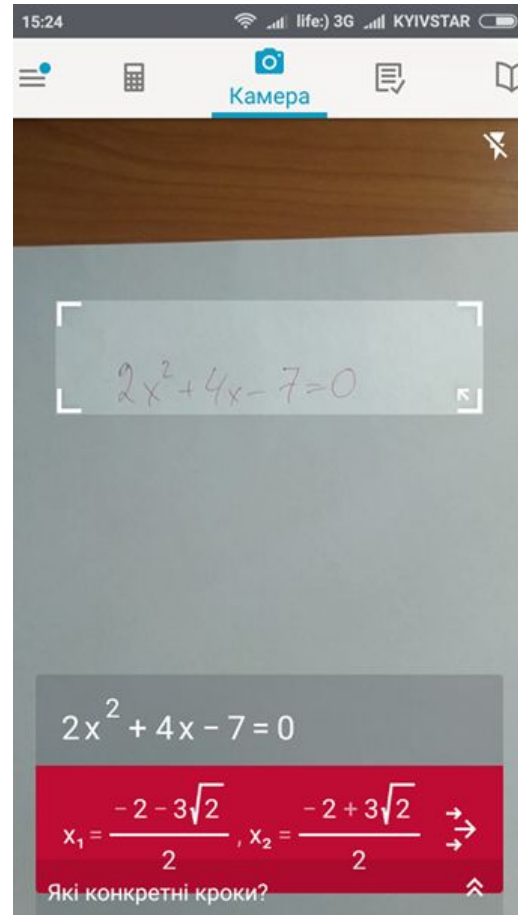 15:24 life:) 3G KYIVSTAR
Камера
2x²+4x-7=0
2x² + 4x − 7 = 0
x₁ = (−2 − 3√2)/2, x₂ = (−2 + 3√2)/2
Які конкретні кроки?